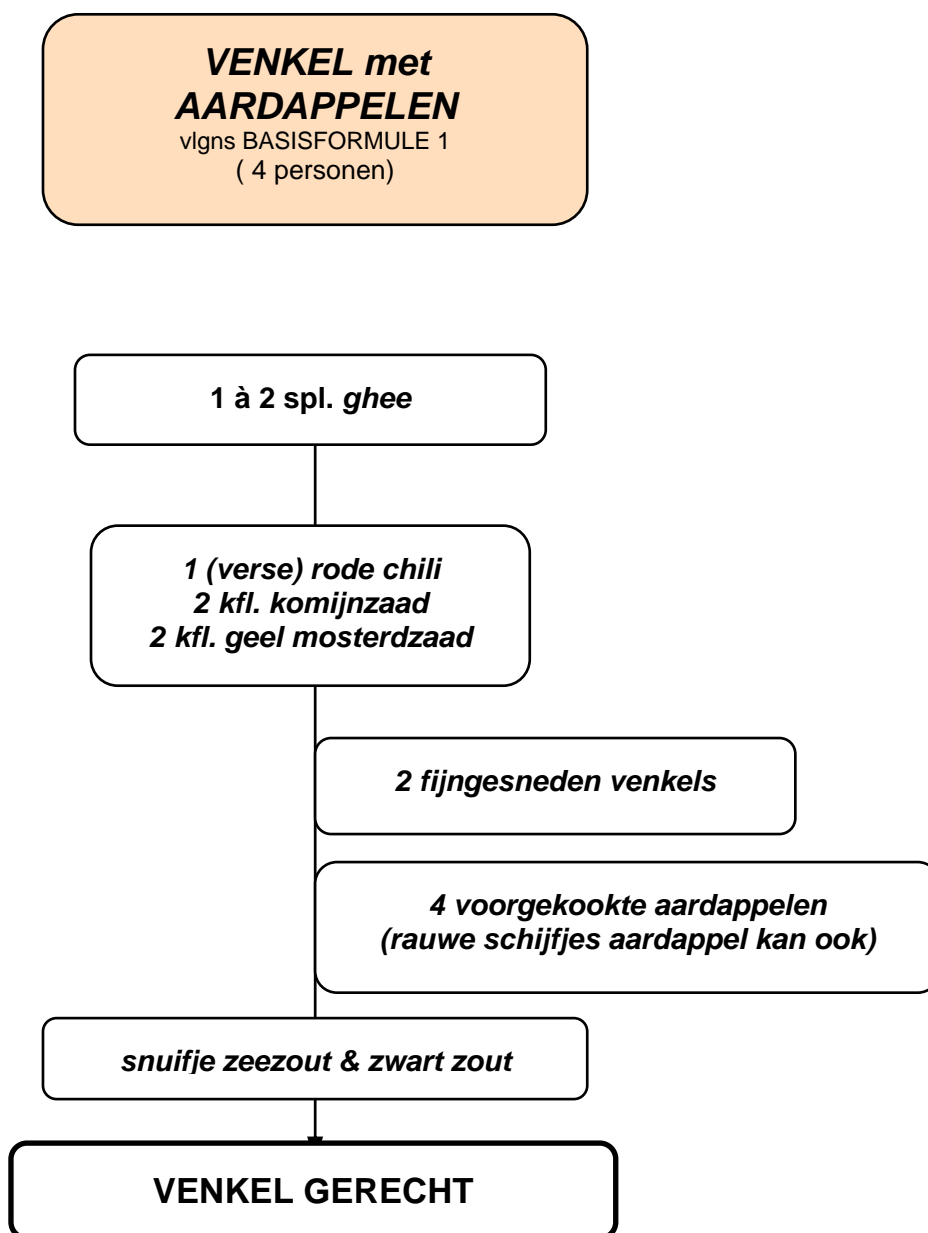 VENKEL met
AARDAPPELEN
vlgns BASISFORMULE 1
( 4 personen)
1 à 2 spl. ghee
1 (verse) rode chili
2 kfl. komijnzaad
2 kfl. geel mosterdzaad
2 fijngesneden venkels
4 voorgekookte aardappelen
(rauwe schijfjes aardappel kan ook)
snuifje zeezout & zwart zout
VENKEL GERECHT